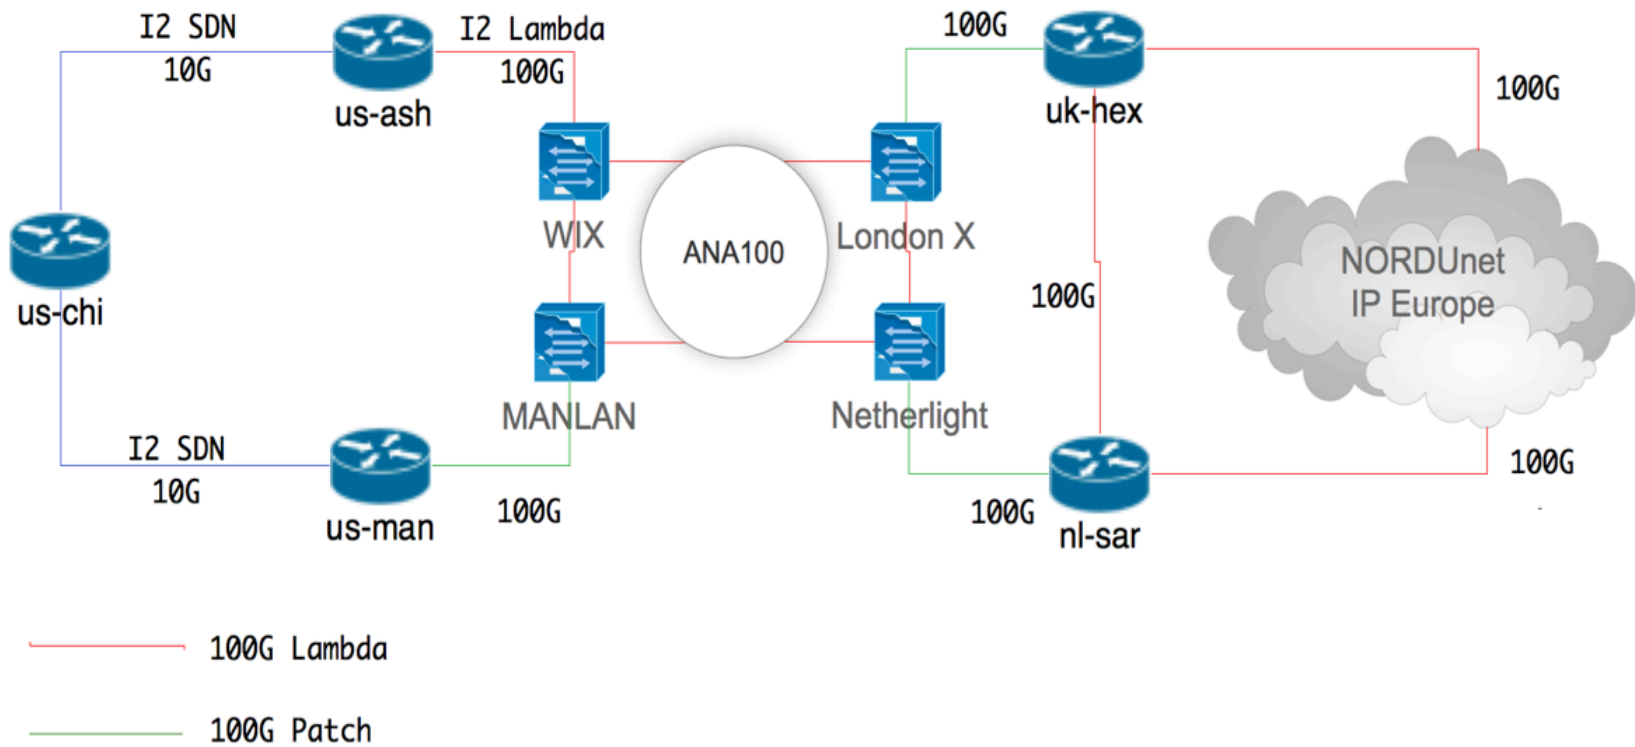 I2 SDN
10G
us-ash
I2 Lambda
100G
100G
uk-hex
100G
WIX
ANA100
London X
NORDUnet
IP Europe
100G
us-chi
MANLAN
Netherlight
I2 SDN
10G
us-man
100G
100G
nl-sar
100G
100G Lambda
100G Patch